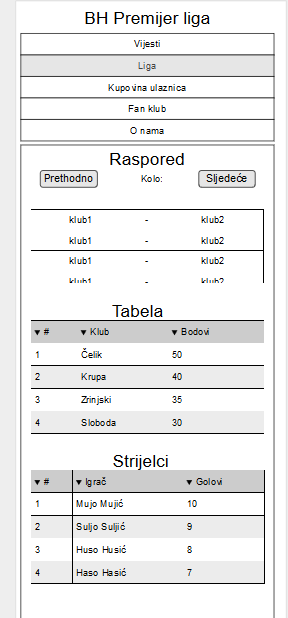 BH Premijer liga
Vijesti
Liga
Kupovina ulaznica
Fan klub
O nama
Raspored
Prethodno Kolo: Sljedeće
klub1 - klub2
klub1 - klub2
klub1 - klub2
klub1 - klub2
Tabela
▼ # ▼ Klub ▼ Bodovi
1 Čelik 50
2 Krupa 40
3 Zrinjski 35
4 Sloboda 30
Strijelci
▼ # ▼ Igrač ▼ Golovi
1 Mujo Mujić 10
2 Suljo Suljić 9
3 Huso Husić 8
4 Haso Hasić 7